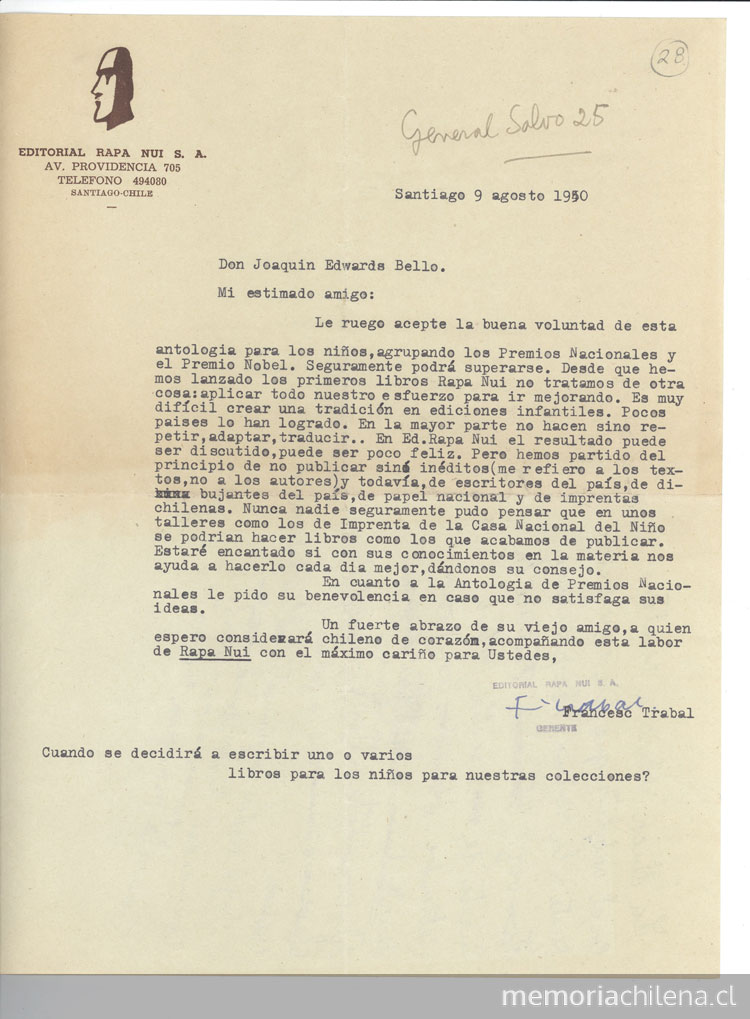 28
General Salvo 25
EDITORIAL RAPA NUI S. A.
AV. PROVIDENCIA 705
TELEFONO 494080
SANTIAGO-CHILE
Santiago 9 agosto 1950
Don Joaquin Edwards Bello.
Mi estimado amigo:
Le ruego acepte la buena voluntad de esta
antologia para los niños,agrupando los Premios Nacionales y
el Premio Nobel. Seguramente podrá superarse. Desde que he-
mos lanzado los primeros libros Rapa Nui no tratamos de otra
cosa:aplicar todo nuestro esfuerzo para ir mejorando. Es muy
difícil crear una tradición en ediciones infantiles. Pocos
paises lo han logrado. En la mayor parte no hacen sino re-
petir,adaptar,traducir.. En Ed.Rapa Nui el resultado puede
ser discutido,puede ser poco feliz. Pero hemos partido del
principio de no publicar sinó inéditos(me refiero a los tex-
tos,no a los autores)y todavía,de escritores del país,de di-
bujantes del país,de papel nacional y de imprentas
chilenas. Nunca nadie seguramente pudo pensar que en unos
talleres como los de Imprenta de la Casa Nacional del Niño
se podrian hacer libros como los que acabamos de publicar.
Estaré encantado si con sus conocimientos en la materia nos
ayuda a hacerlo cada dia mejor,dándonos su consejo.
En cuanto a la Antologia de Premios Nacio-
nales le pido su benevolencia en caso que no satisfaga sus
ideas.
Un fuerte abrazo de su viejo amigo,a quien
espero considerará chileno de corazón,acompañando esta labor
de Rapa Nui con el máximo cariño para Ustedes,
EDITORIAL RAPA NUI S. A.
F. Trabal
Francesc Trabal
GERENTE
Cuando se decidirá a escribir uno o varios
libros para los niños para nuestras colecciones?
memoriachilena.cl